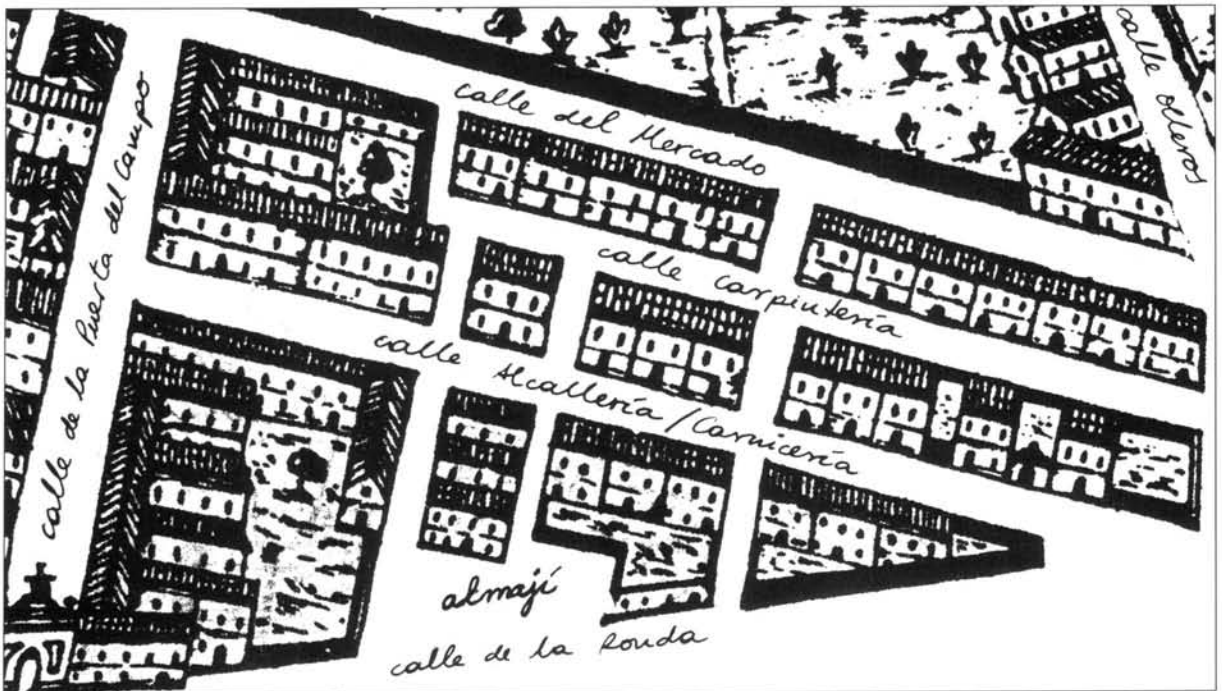 calle de la Puerta del Campo
calle del Mercado
calle Olleros
calle Carpintería
calle Alcallería/Carnicería
almají
calle de la Ronda